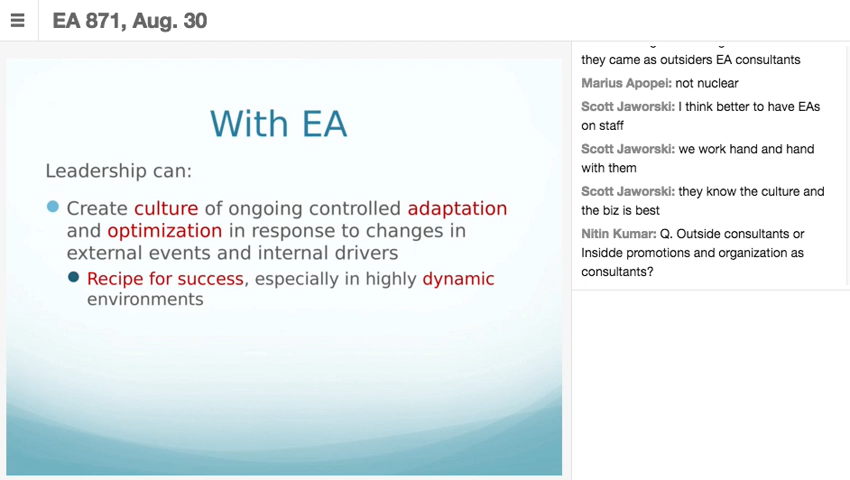 EA 871, Aug. 30
With EA
Leadership can:
Create culture of ongoing controlled adaptation
and optimization in response to changes in
external events and internal drivers
Recipe for success, especially in highly dynamic
environments
they came as outsiders EA consultants
Marius Apopei: not nuclear
Scott Jaworski: I think better to have EAs
on staff
Scott Jaworski: we work hand and hand
with them
Scott Jaworski: they know the culture and
the biz is best
Nitin Kumar: Q. Outside consultants or
Insidde promotions and organization as
consultants?